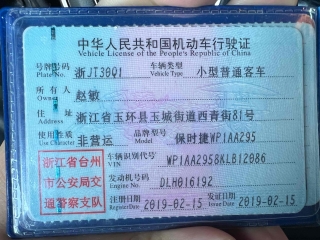 中华人民共和国机动车行驶证
Vehicle License of the People's Republic of China
号牌号码 浙JT30Q1 车辆类型 小型普通客车
Plate No. Vehicle Type
所有人 赵敏
Owner
住址 浙江省玉环县玉城街道西青街81号
Address
使用性质 非营运 品牌型号 保时捷WP1AA295
Use Character Model
浙江省台州
市公安局交
通警察支队
车辆识别代号 WP1AA2958KLB12086
VIN
发动机号码 DLH016192
Engine No.
注册日期 2019-02-15 发证日期 2019-02-15
Register Date Issue Date